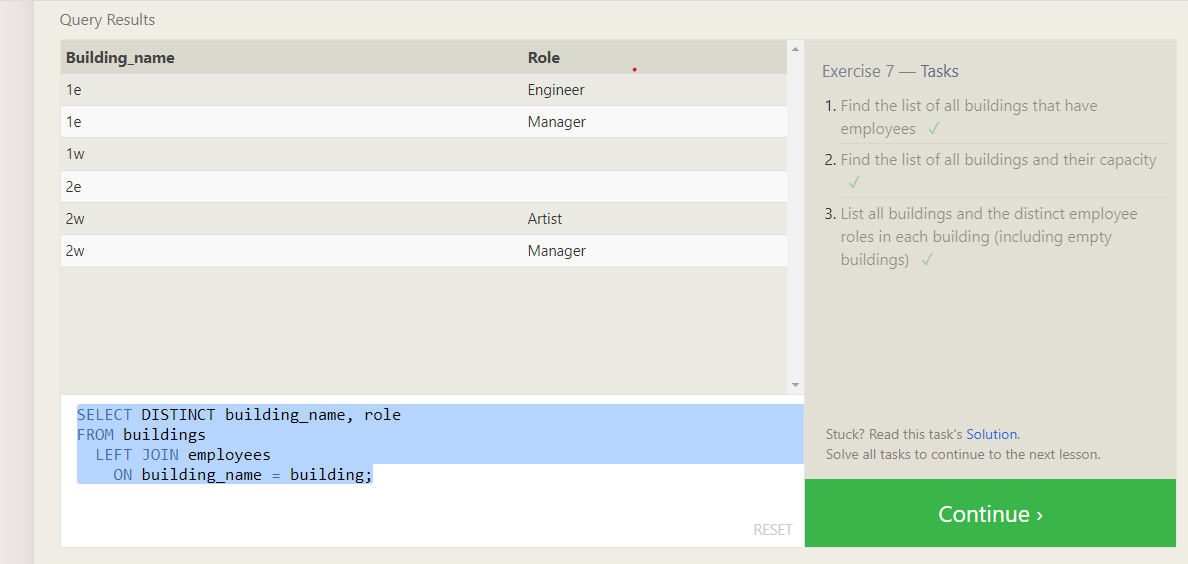 Query Results
Building_name Role
1e Engineer
1e Manager
1w
2e
2w Artist
2w Manager
SELECT DISTINCT building_name, role
FROM buildings
LEFT JOIN employees
ON building_name = building;
RESET
Exercise 7 — Tasks
1. Find the list of all buildings that have
employees ✓
2. Find the list of all buildings and their capacity
✓
3. List all buildings and the distinct employee
roles in each building (including empty
buildings) ✓
Stuck? Read this task's Solution.
Solve all tasks to continue to the next lesson.
Continue ›